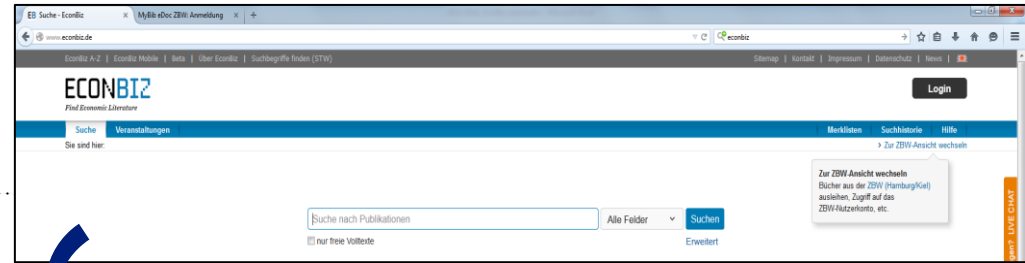 EB Suche - EconBiz × MyBib eDoc ZBW: Anmeldung × +
www.econbiz.de econbiz
EconBiz A-Z | EconBiz Mobile | Beta | Über EconBiz | Suchbegriffe finden (STW) Sitemap | Kontakt | Impressum | Datenschutz | News |
ECONBIZ
Find Economic Literature
Login
Suche Veranstaltungen Merklisten Suchhistorie Hilfe
Sie sind hier: › Zur ZBW-Ansicht wechseln
Zur ZBW-Ansicht wechseln
Bücher aus der ZBW (Hamburg/Kiel)
ausleihen, Zugriff auf das
ZBW-Nutzerkonto, etc.
Suche nach Publikationen Alle Felder Suchen
nur freie Volltexte Erweitert
gen? LIVE CHAT